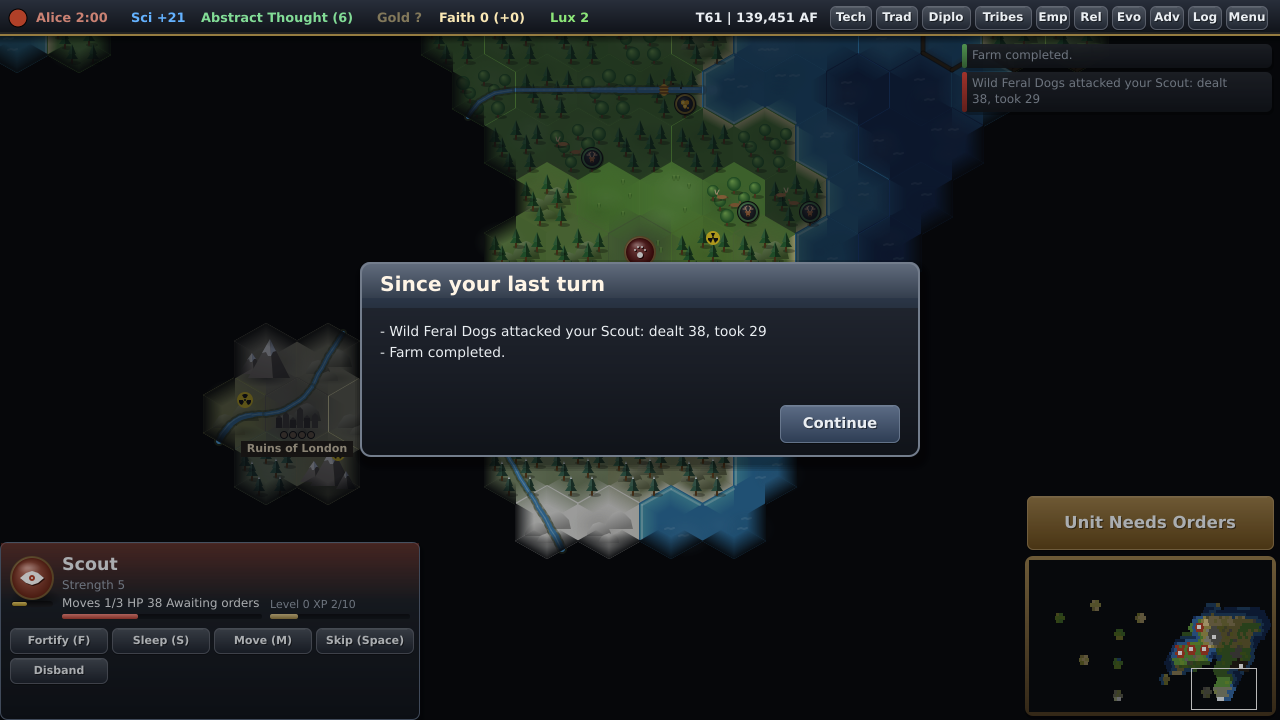 Alice 2:00
Sci +21
Abstract Thought (6)
Gold ?
Faith 0 (+0)
Lux 2
T61 | 139,451 AF
Tech
Trad
Diplo
Tribes
Emp
Rel
Evo
Adv
Log
Menu
Farm completed.
Wild Feral Dogs attacked your Scout: dealt
38, took 29
Since your last turn
- Wild Feral Dogs attacked your Scout: dealt 38, took 29
- Farm completed.
Continue
Ruins of London
Unit Needs Orders
Scout
Strength 5
Moves 1/3 HP 38 Awaiting orders
Level 0 XP 2/10
Fortify (F)
Sleep (S)
Move (M)
Skip (Space)
Disband